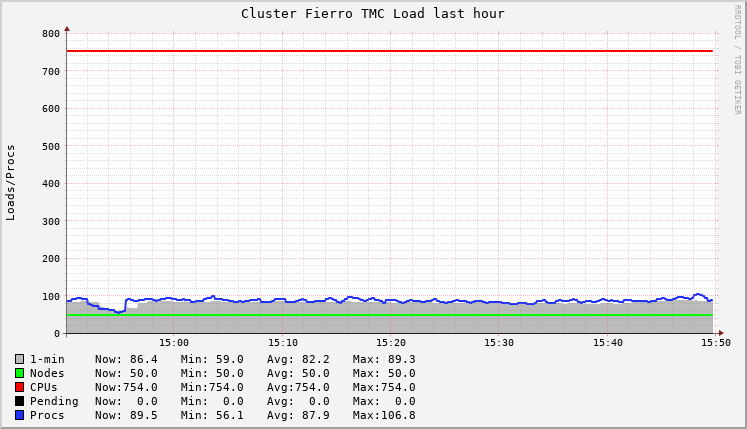 Cluster Fierro TMC Load last hour
RRDTOOL / TOBI OETIKER
Loads/Procs
800
700
600
500
400
300
200
100
0
15:00 15:10 15:20 15:30 15:40 15:50
1-min Now: 86.4 Min: 59.0 Avg: 82.2 Max: 89.3
Nodes Now: 50.0 Min: 50.0 Avg: 50.0 Max: 50.0
CPUs Now:754.0 Min:754.0 Avg:754.0 Max:754.0
Pending Now: 0.0 Min: 0.0 Avg: 0.0 Max: 0.0
Procs Now: 89.5 Min: 56.1 Avg: 87.9 Max:106.8